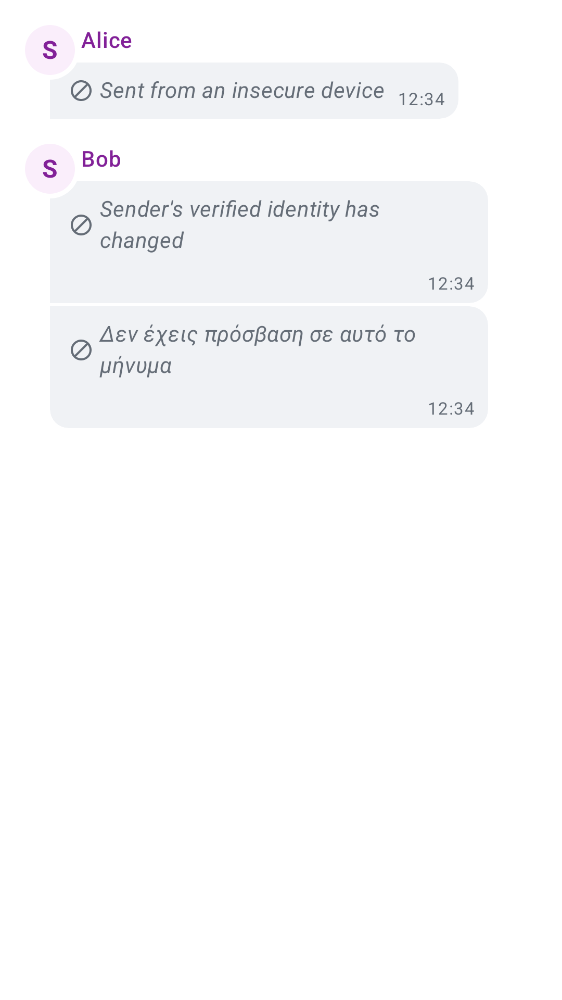 S
Alice
Sent from an insecure device
12:34
S
Bob
Sender's verified identity has
changed
12:34
Δεν έχεις πρόσβαση σε αυτό το
μήνυμα
12:34